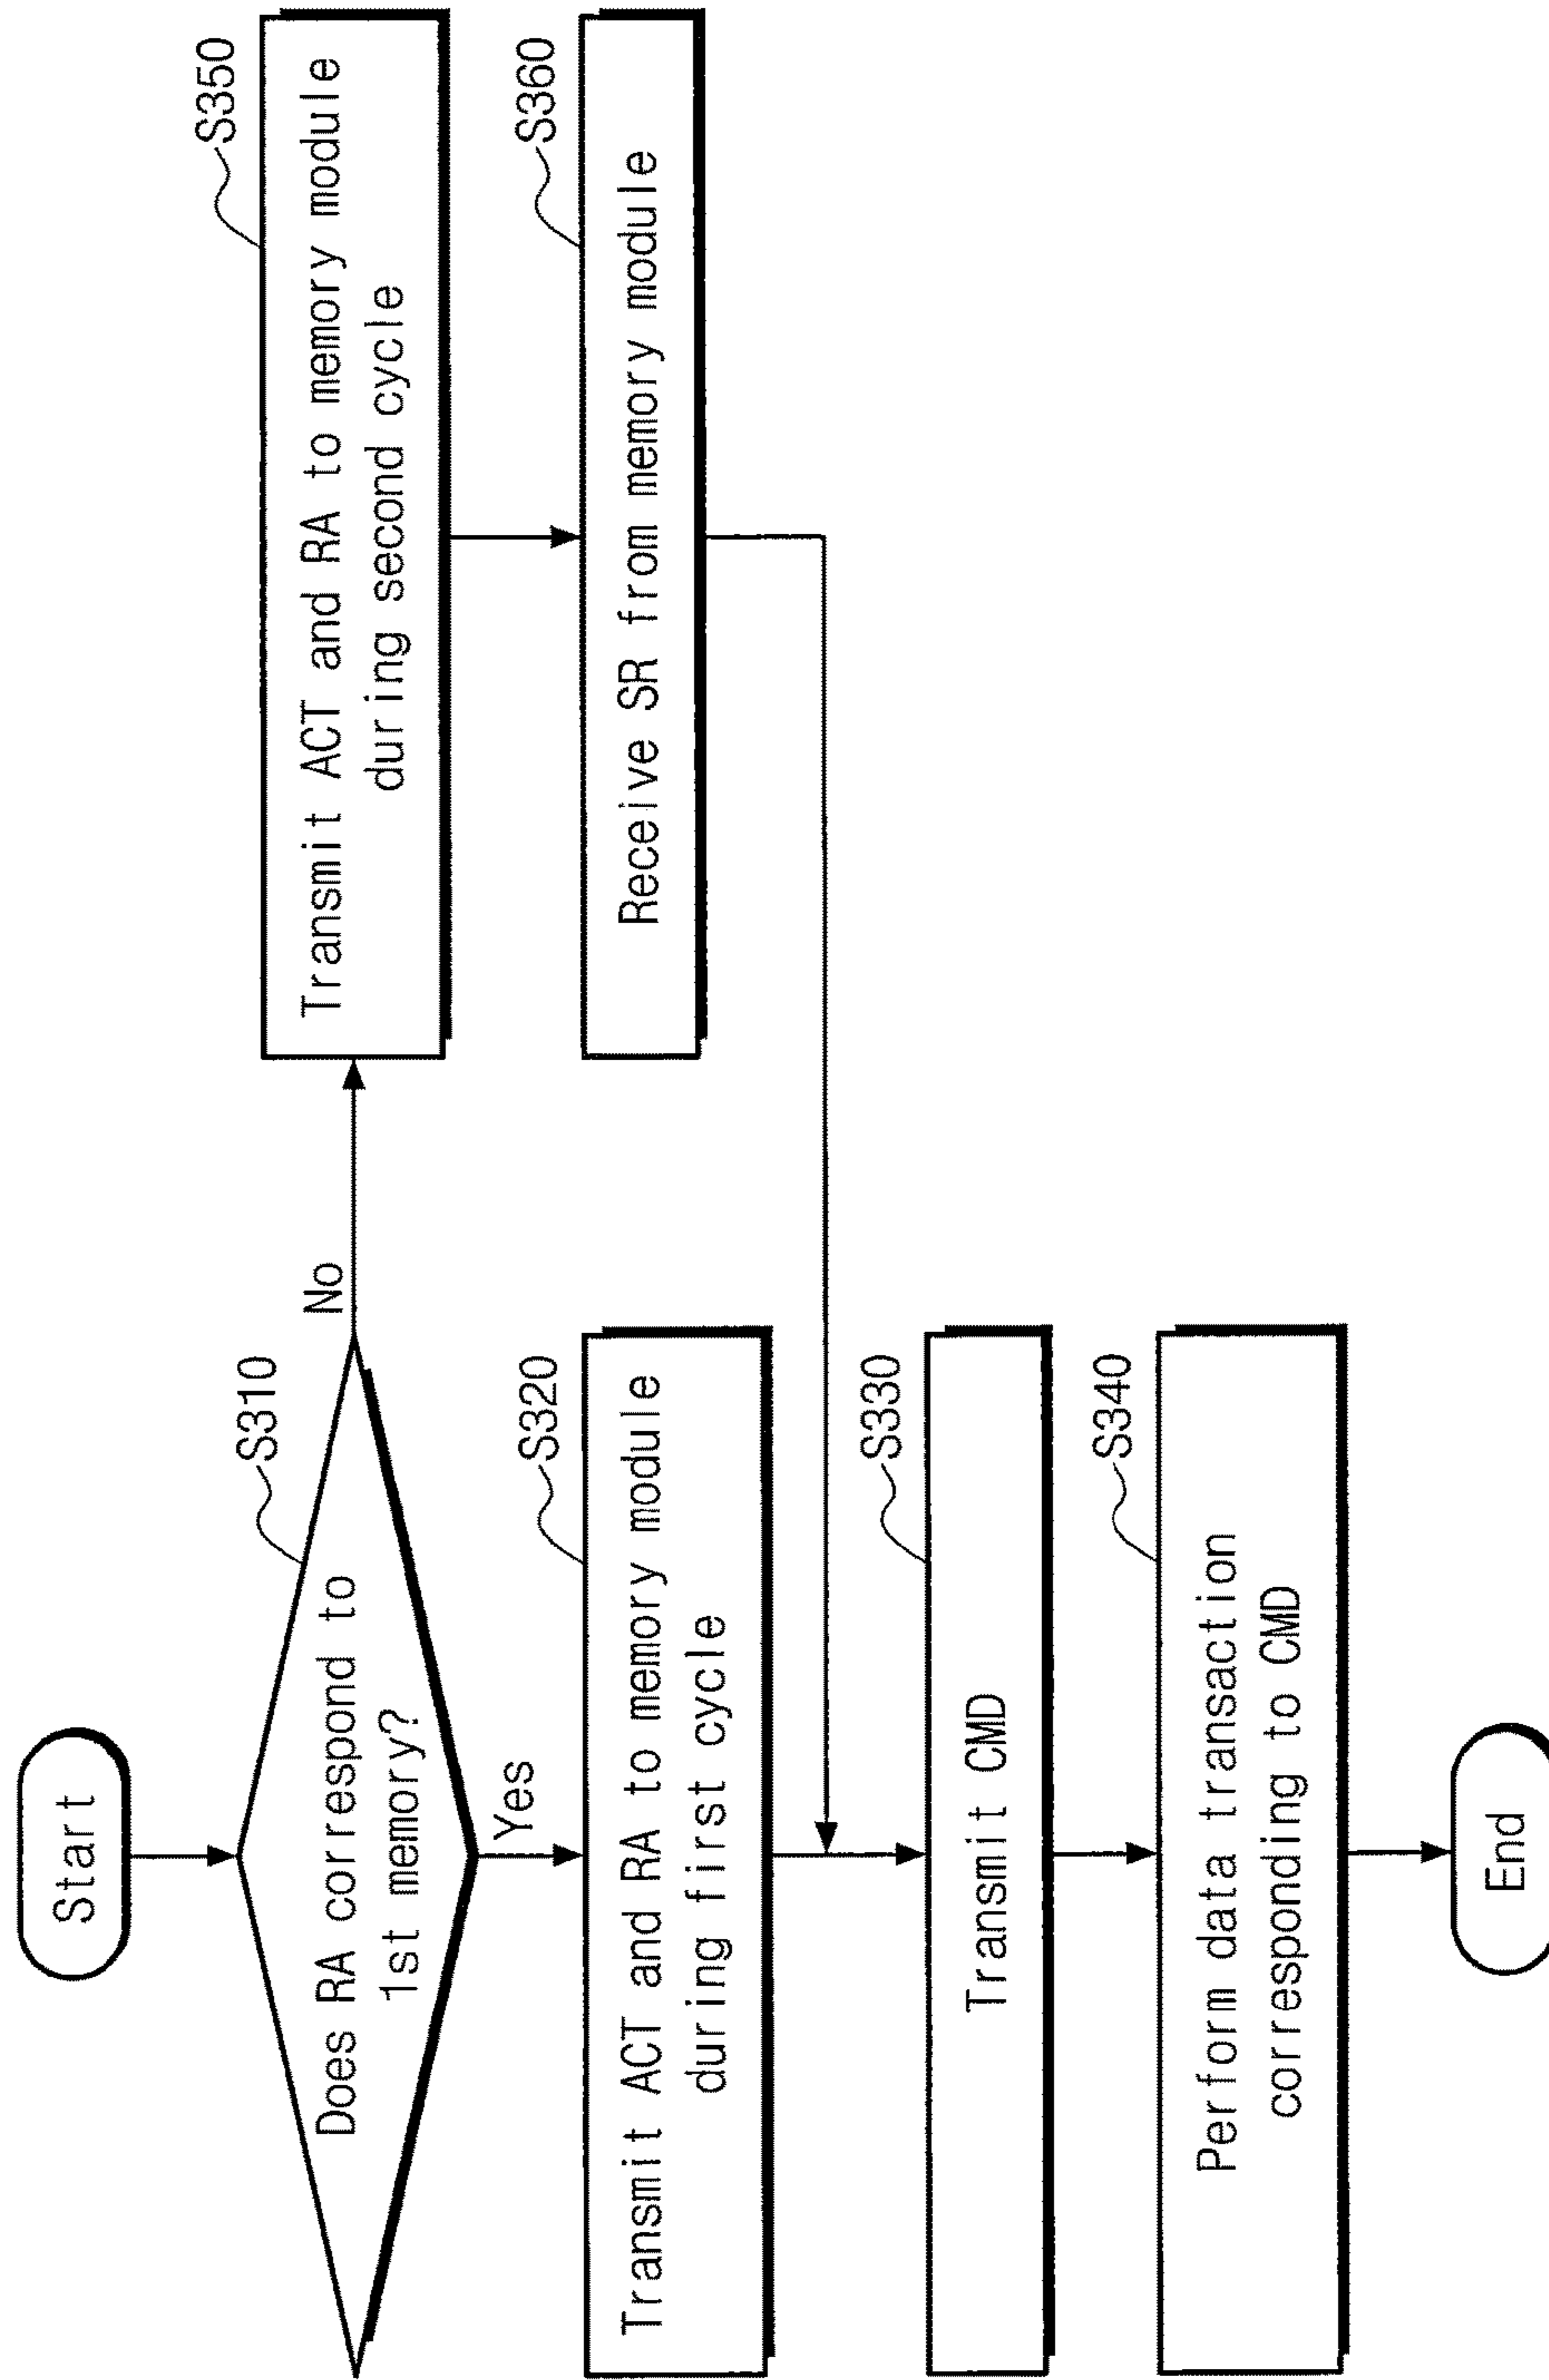 Start
S310
Does RA correspond to
1st memory?
No
Yes
S320
Transmit ACT and RA to memory module
during first cycle
S330
Transmit CMD
S340
Perform data transaction
corresponding to CMD
End
S350
Transmit ACT and RA to memory module
during second cycle
S360
Receive SR from memory module